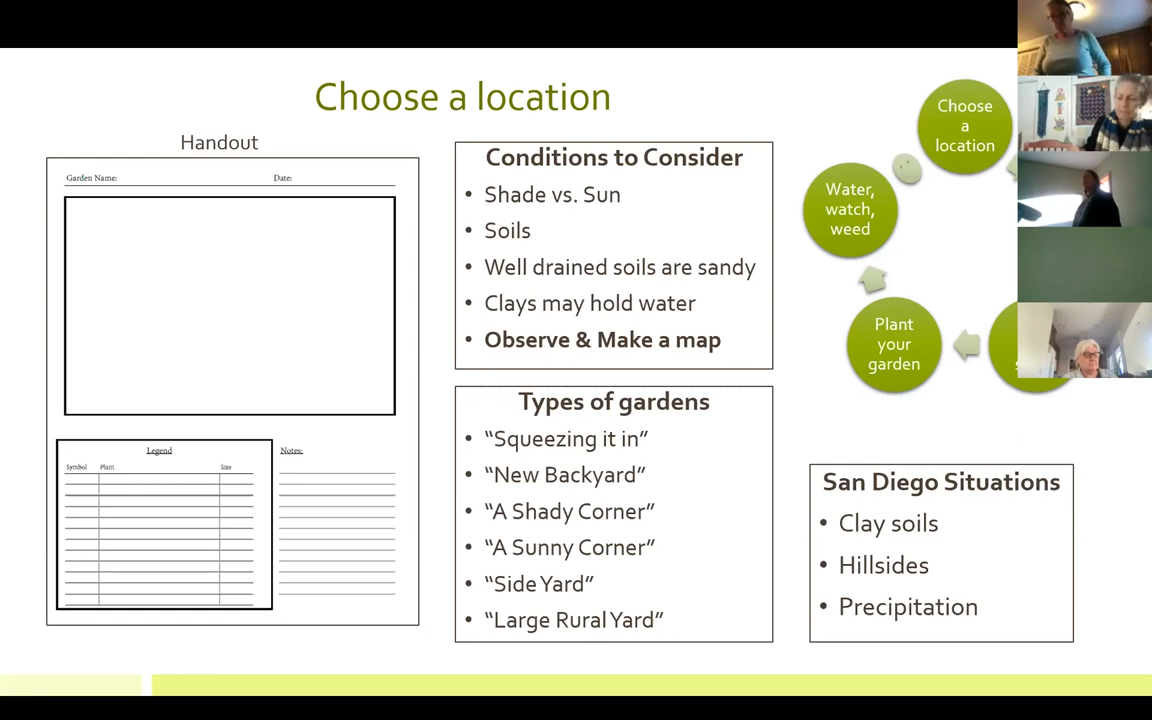 Choose a location
Handout
Garden Name:
Date:
Legend
Symbol Plant Size
Notes:
Conditions to Consider
• Shade vs. Sun
• Soils
• Well drained soils are sandy
• Clays may hold water
• Observe & Make a map
Types of gardens
• “Squeezing it in”
• “New Backyard”
• “A Shady Corner”
• “A Sunny Corner”
• “Side Yard”
• “Large Rural Yard”
Choose
a
location
Water,
watch,
weed
Plant
your
garden
San Diego Situations
• Clay soils
• Hillsides
• Precipitation